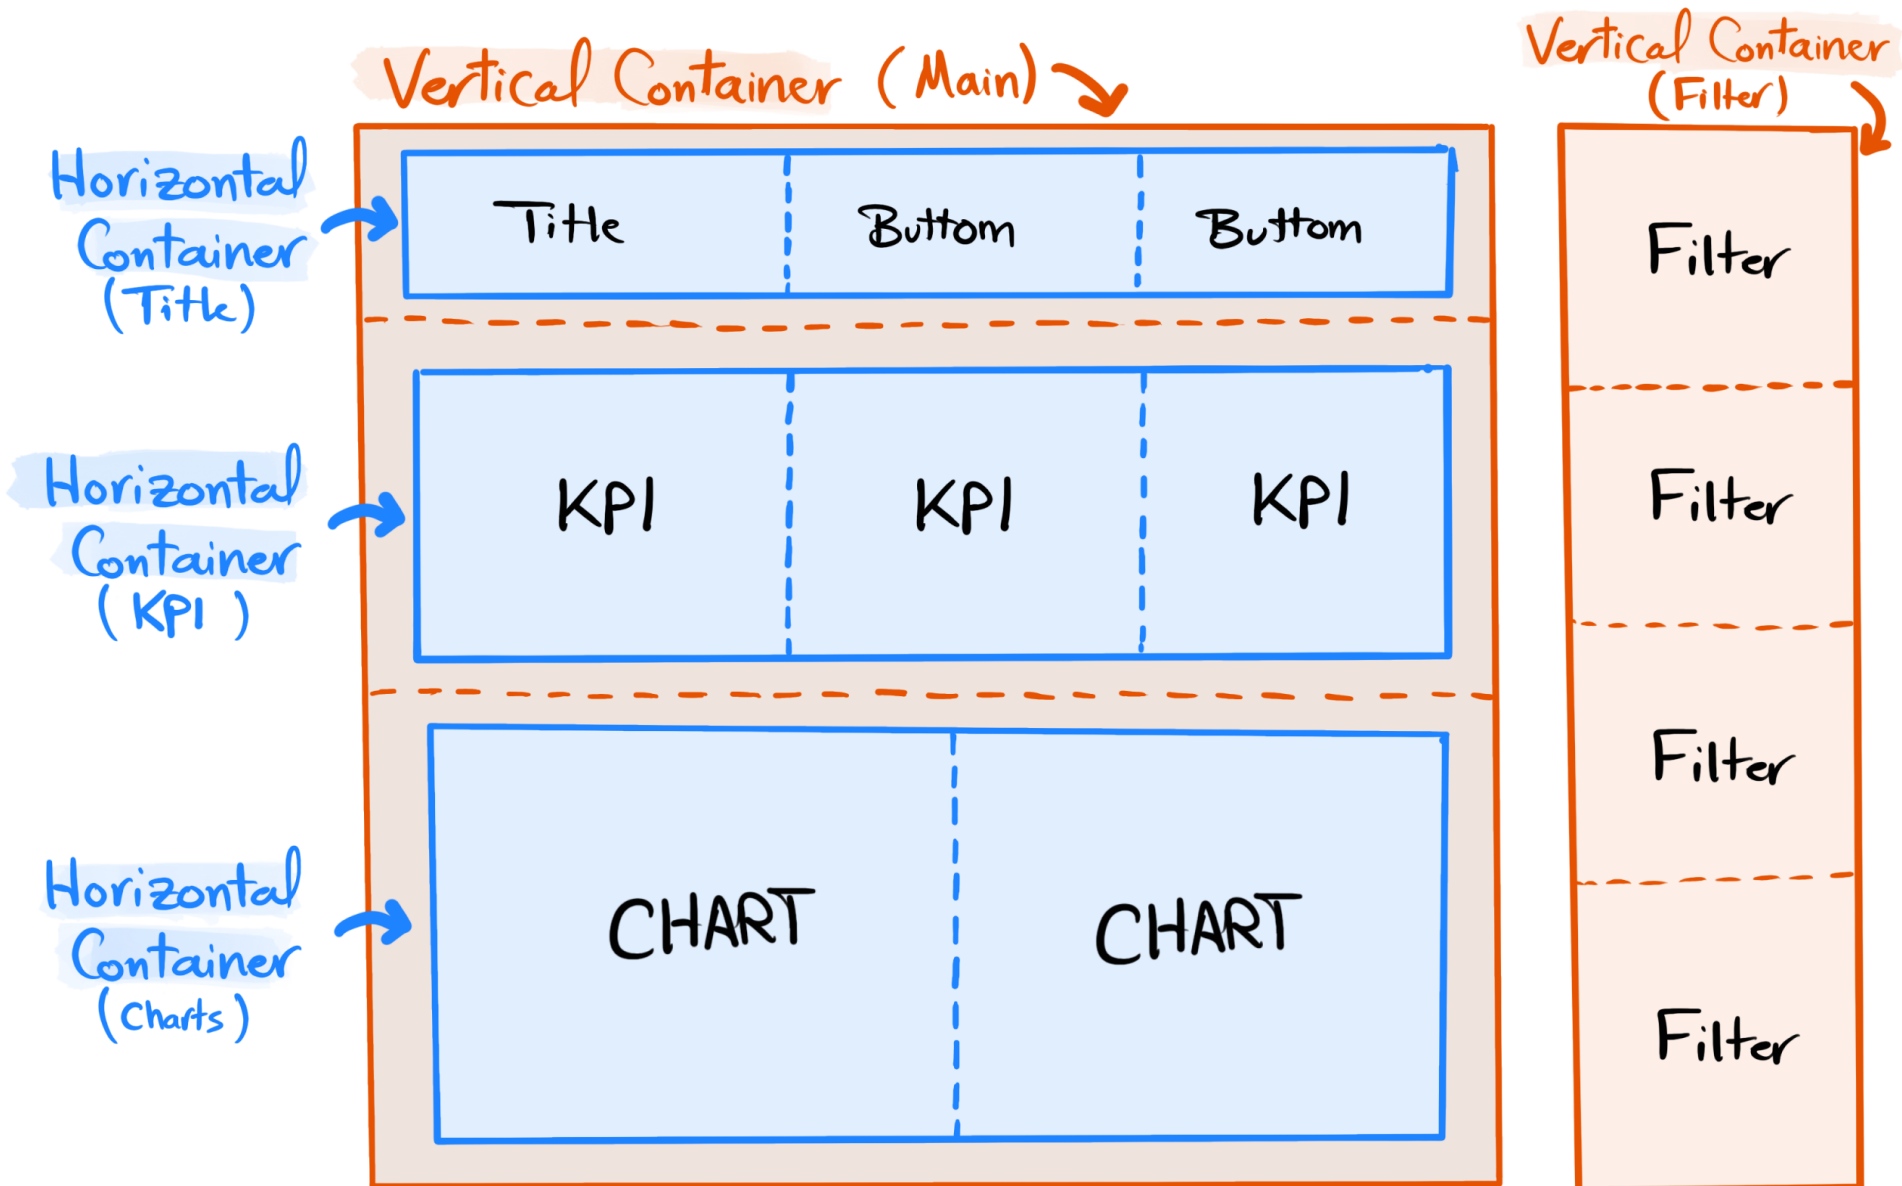 Vertical Container (Main)
Vertical Container
(Filter)
Horizontal
Container
(Title)
Title
Buttom
Buttom
Horizontal
Container
(KPI)
KPI
KPI
KPI
Horizontal
Container
(Charts)
CHART
CHART
Filter
Filter
Filter
Filter